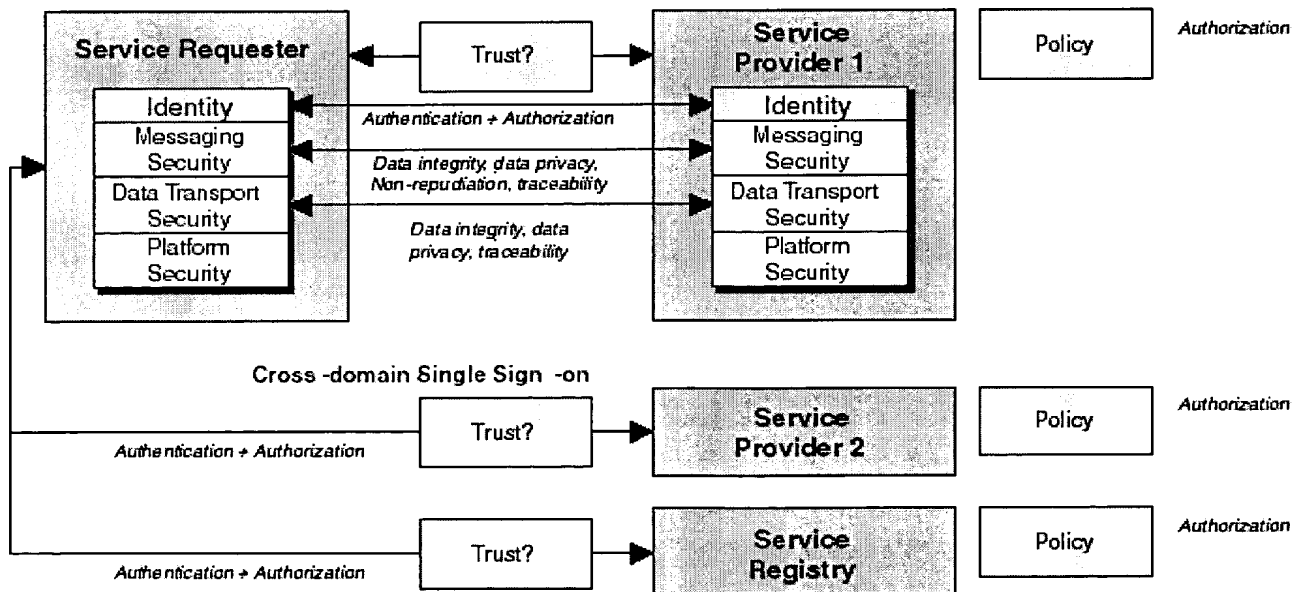 Service Requester
Trust?
Service
Provider 1
Policy
Authorization
Identity
Messaging
Security
Data Transport
Security
Platform
Security
Authentication + Authorization
Data integrity, data privacy,
Non-repudiation, traceability
Data integrity, data
privacy, traceability
Identity
Messaging
Security
Data Transport
Security
Platform
Security
Cross -domain Single Sign -on
Authentication + Authorization
Trust?
Service
Provider 2
Policy
Authorization
Authentication + Authorization
Trust?
Service
Registry
Policy
Authorization